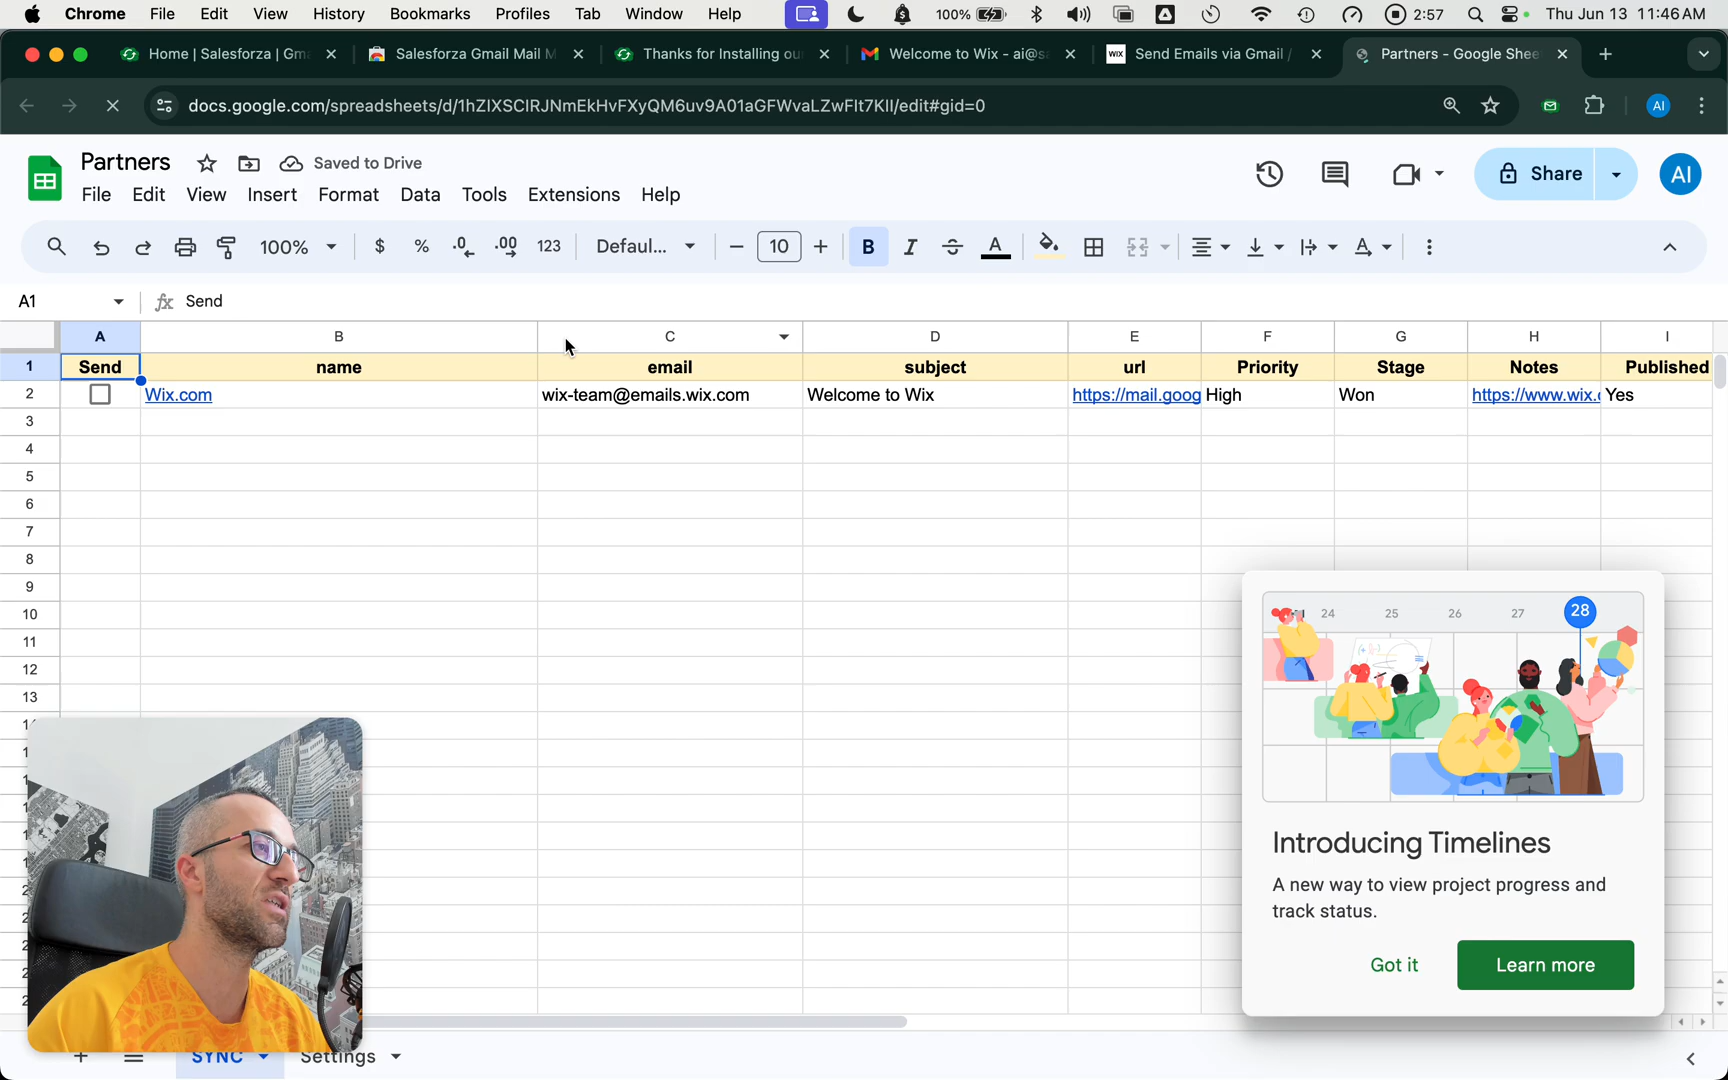 Chrome File Edit View History Bookmarks Profiles Tab Window Help 100% 2:57 Thu Jun 13 11:46 AM
Home | Salesforza | Gm Salesforza Gmail Mail M Thanks for Installing ou Welcome to Wix - ai@sa WIX Send Emails via Gmail / Partners - Google Shee
docs.google.com/spreadsheets/d/1hZIXSCIRJNmEkHvFXyQM6uv9A01aGFWvaLZwFIt7KII/edit#gid=0 AI
Partners Saved to Drive Share AI
File Edit View Insert Format Data Tools Extensions Help
100% $ % .0 .00 123 Defaul... 10 B I S A A
A1 fx Send
A B C D E F G H I
1 Send name email subject url Priority Stage Notes Published
2 Wix.com wix-team@emails.wix.com Welcome to Wix https://mail.goog High Won https://www.wix.c Yes
3
4
5
6
7
8
9
10
11
12
13
24 25 26 27 28
Introducing Timelines
A new way to view project progress and
track status.
Got it Learn more
SYNC Settings